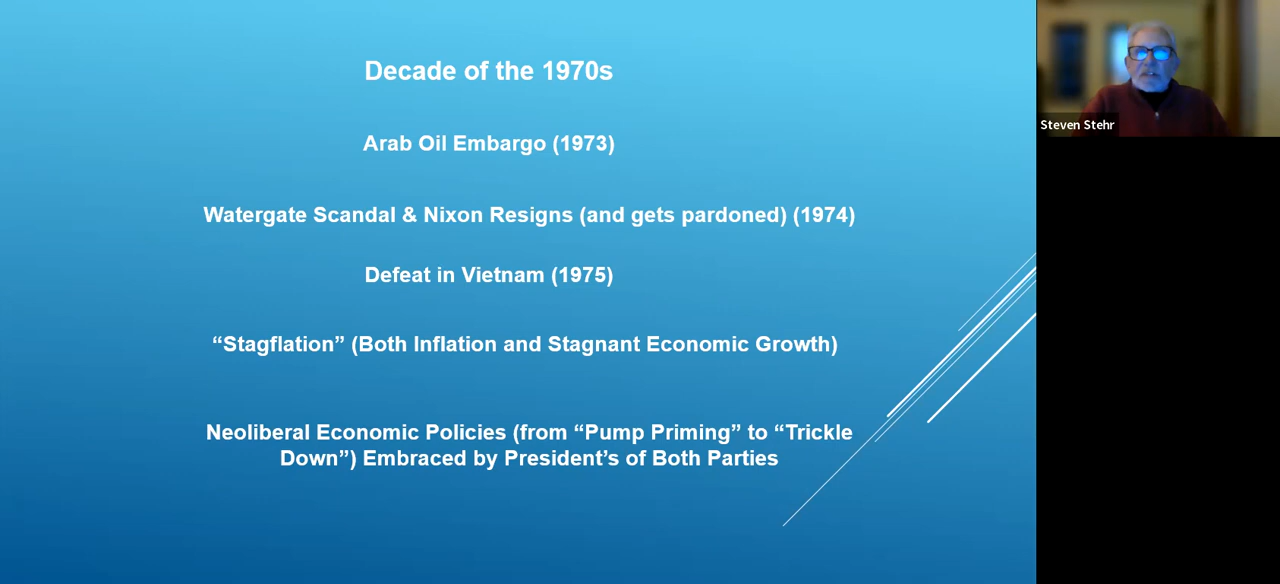 Decade of the 1970s
Arab Oil Embargo (1973)
Watergate Scandal & Nixon Resigns (and gets pardoned) (1974)
Defeat in Vietnam (1975)
“Stagflation” (Both Inflation and Stagnant Economic Growth)
Neoliberal Economic Policies (from “Pump Priming” to “Trickle
Down”) Embraced by President’s of Both Parties
Steven Stehr